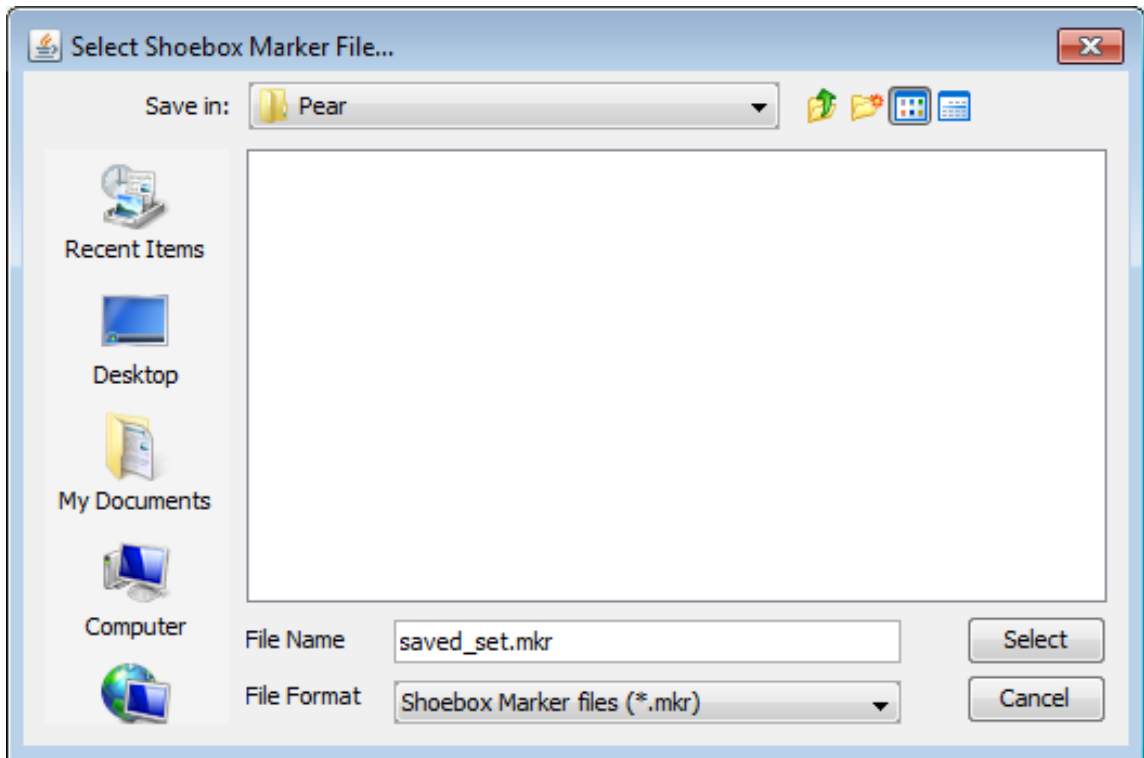 Select Shoebox Marker File...
Save in:
Pear
Recent Items
Desktop
My Documents
Computer
File Name
saved_set.mkr
Select
File Format
Shoebox Marker files (*.mkr)
Cancel